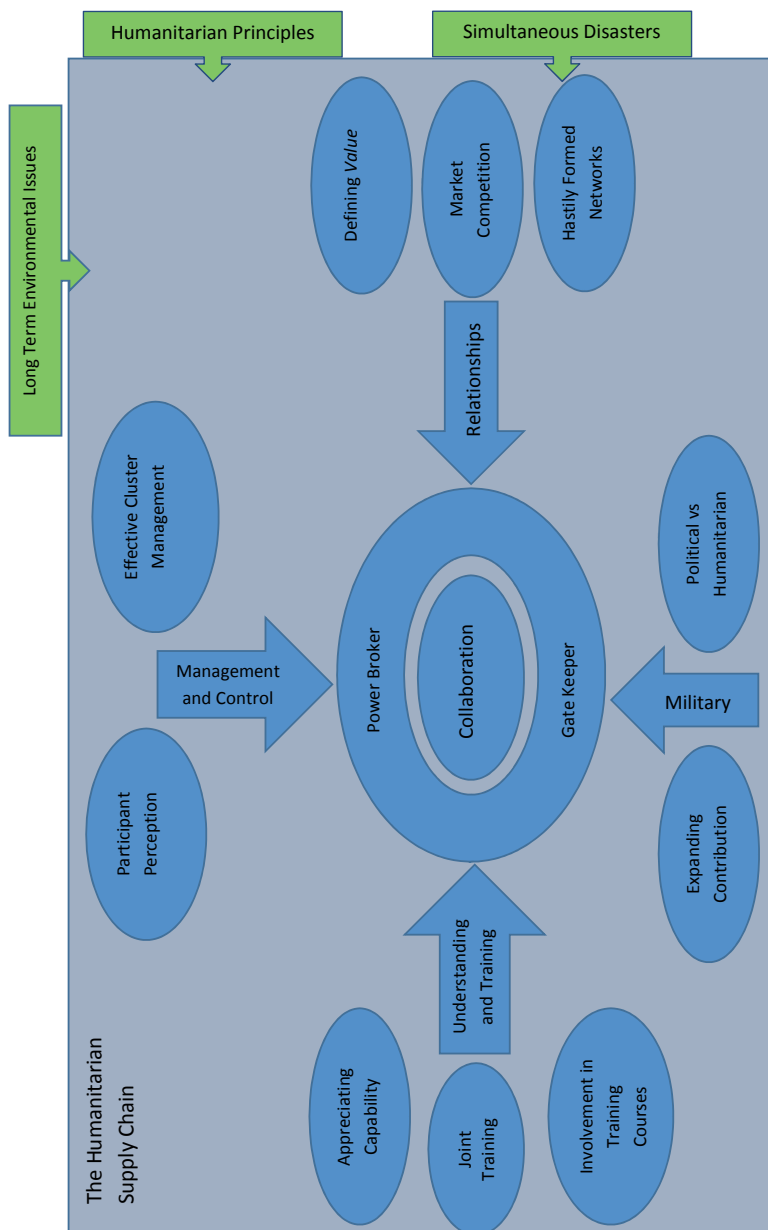 Humanitarian Principles
Simultaneous Disasters
Long Term Environmental Issues
The Humanitarian
Supply Chain
Participant
Perception
Effective Cluster
Management
Management
and Control
Defining Value
Market
Competition
Hastily Formed
Networks
Relationships
Power Broker
Collaboration
Gate Keeper
Understanding
and Training
Appreciating
Capability
Joint
Training
Involvement in
Training
Courses
Military
Expanding
Contribution
Political vs
Humanitarian